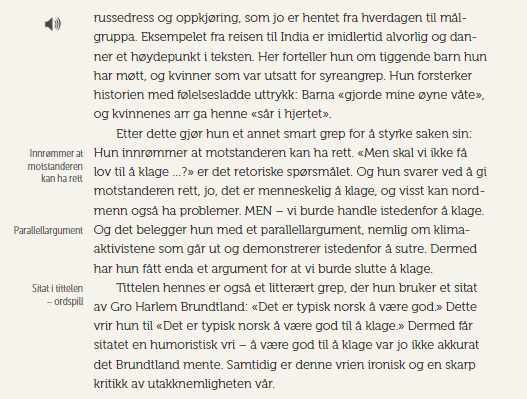 russedress og oppkjøring, som jo er hentet fra hverdagen til mål-
gruppa. Eksempelet fra reisen til India er imidlertid alvorlig og dan-
ner et høydepunkt i teksten. Her forteller hun om tiggende barn hun
har møtt, og kvinner som var utsatt for syreangrep. Hun forsterker
historien med følelsesladde uttrykk: Barna «gjorde mine øyne våte»,
og kvinnenes arr ga henne «sår i hjertet».
Etter dette gjør hun et annet smart grep for å styrke saken sin:
Innrømmer at
motstanderen
kan ha rett
Hun innrømmer at motstanderen kan ha rett. «Men skal vi ikke få
lov til å klage ...?» er det retoriske spørsmålet. Og hun svarer ved å gi
motstanderen rett, jo, det er menneskelig å klage, og visst kan nord-
menn også ha problemer. MEN – vi burde handle istedenfor å klage.
Parallellargument
Og det belegger hun med et parallellargument, nemlig om klima-
aktivistene som går ut og demonstrerer istedenfor å sutre. Dermed
har hun fått enda et argument for at vi burde slutte å klage.
Sitat i tittelen
– ordspill
Tittelen hennes er også et litterært grep, der hun bruker et sitat
av Gro Harlem Brundtland: «Det er typisk norsk å være god.» Dette
vrir hun til «Det er typisk norsk å være god til å klage.» Dermed får
sitatet en humoristisk vri – å være god til å klage var jo ikke akkurat
det Brundtland mente. Samtidig er denne vrien ironisk og en skarp
kritikk av utakknemligheten vår.